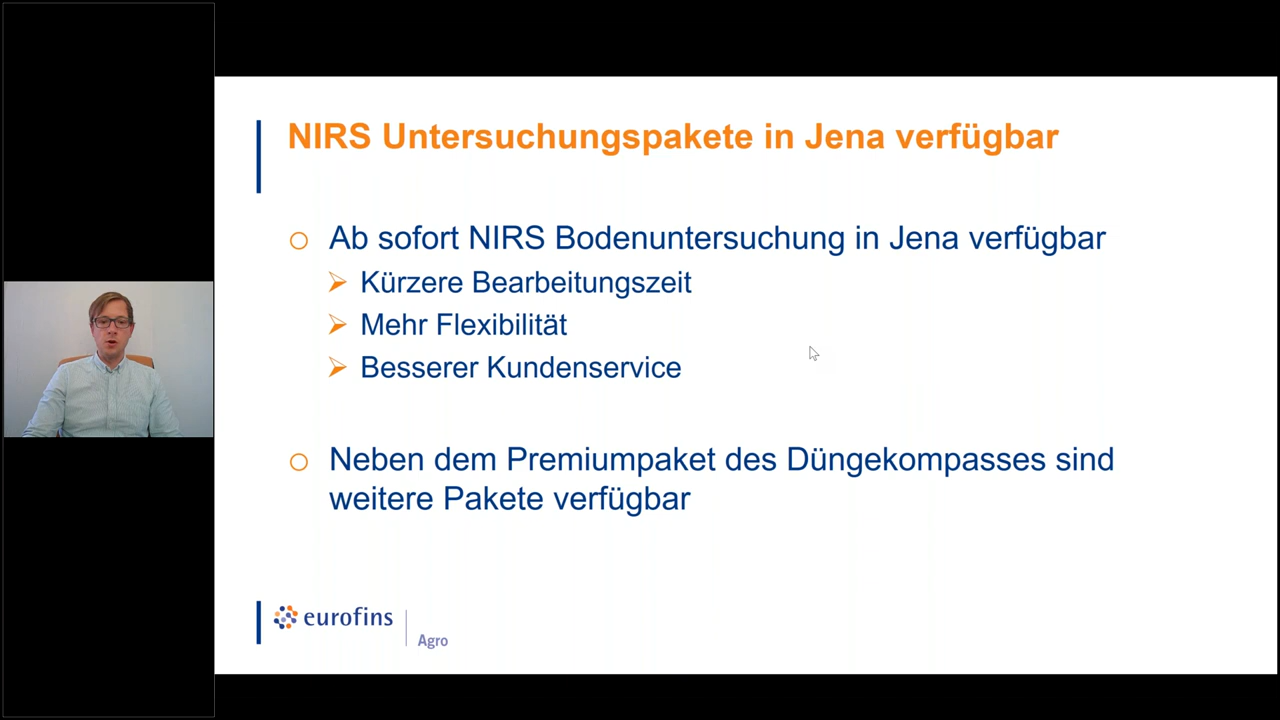 NIRS Untersuchungspakete in Jena verfügbar
Ab sofort NIRS Bodenuntersuchung in Jena verfügbar
Kürzere Bearbeitungszeit
Mehr Flexibilität
Besserer Kundenservice
Neben dem Premiumpaket des Düngekompasses sind
weitere Pakete verfügbar
eurofins
Agro